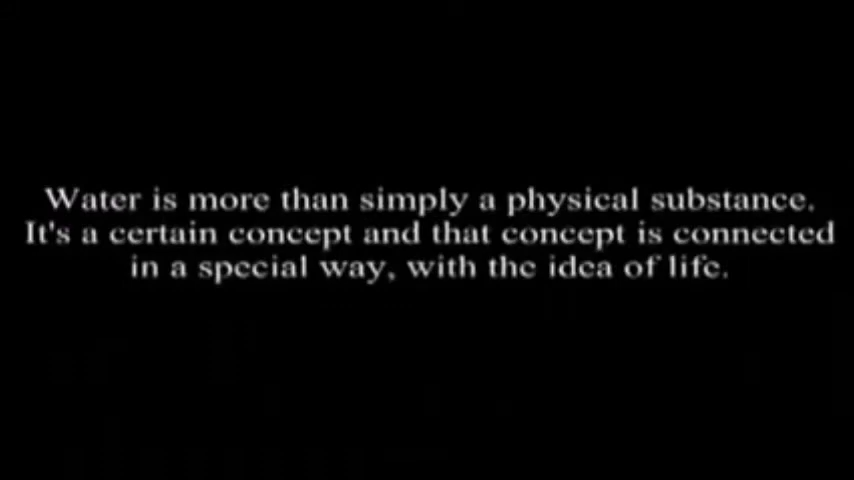 Water is more than simply a physical substance.
It's a certain concept and that concept is connected
in a special way, with the idea of life.